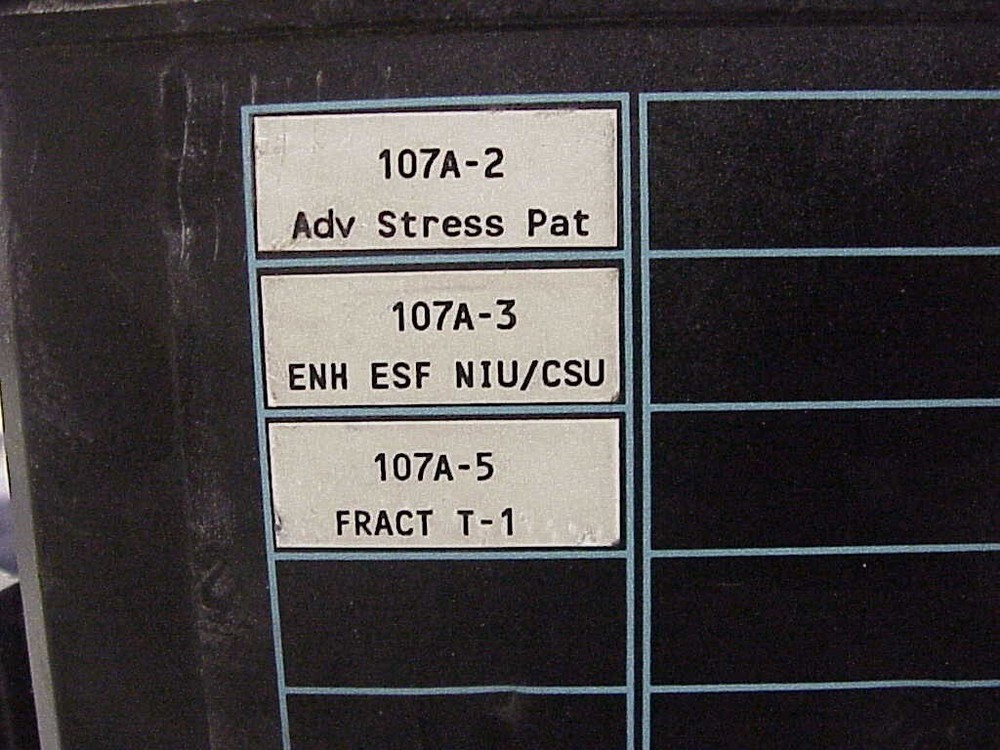 107A-2
Adv Stress Pat
107A-3
ENH ESF NIU/CSU
107A-5
FRACT T-1